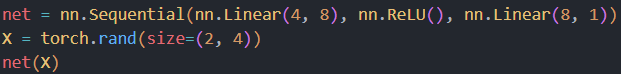 net = nn.Sequential(nn.Linear(4, 8), nn.ReLU(), nn.Linear(8, 1))
X = torch.rand(size=(2, 4))
net(X)